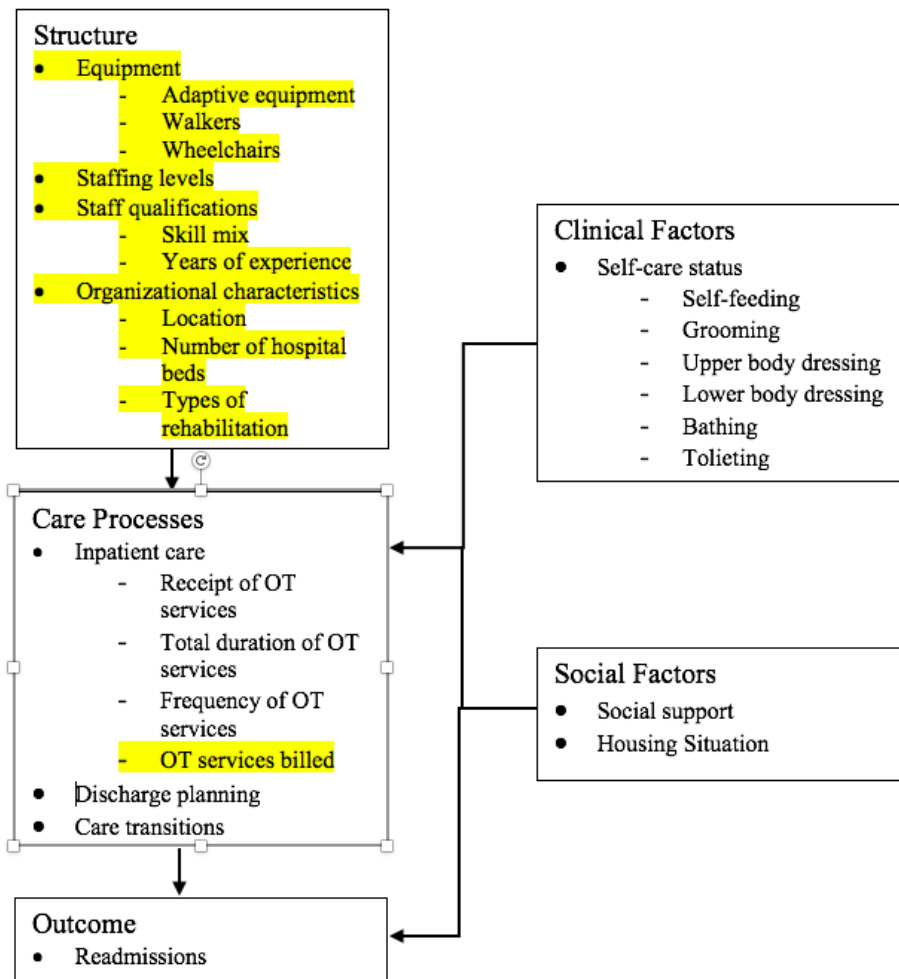 Structure
• Equipment
- Adaptive equipment
- Walkers
- Wheelchairs
• Staffing levels
• Staff qualifications
- Skill mix
- Years of experience
• Organizational characteristics
- Location
- Number of hospital
beds
- Types of
rehabilitation
Care Processes
• Inpatient care
- Receipt of OT
services
- Total duration of OT
services
- Frequency of OT
services
- OT services billed
• Discharge planning
• Care transitions
Outcome
• Readmissions
Clinical Factors
• Self-care status
- Self-feeding
- Grooming
- Upper body dressing
- Lower body dressing
- Bathing
- Tolieting
Social Factors
• Social support
• Housing Situation